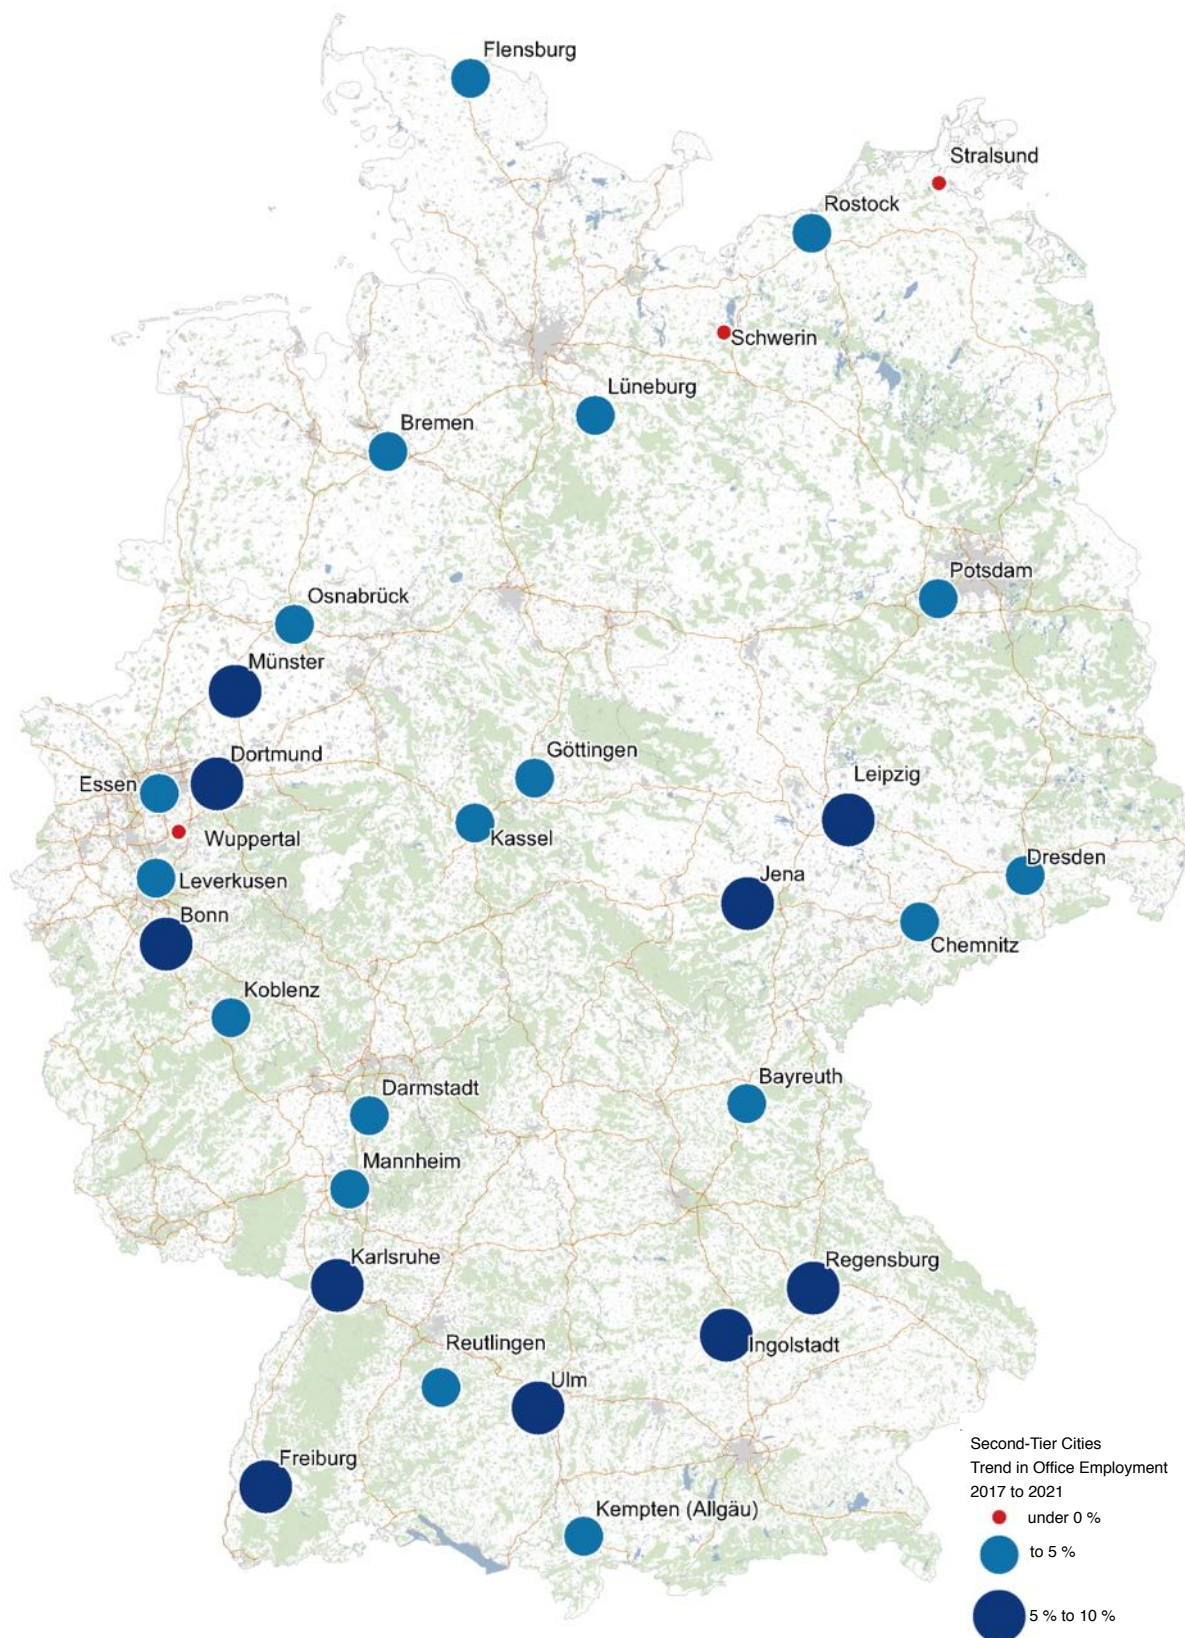 Flensburg
Stralsund
Rostock
Schwerin
Lüneburg
Bremen
Potsdam
Osnabrück
Münster
Dortmund
Göttingen
Leipzig
Essen
Wuppertal
Kassel
Dresden
Leverkusen
Jena
Bonn
Chemnitz
Koblenz
Bayreuth
Darmstadt
Mannheim
Karlsruhe
Regensburg
Reutlingen
Ingolstadt
Ulm
Freiburg
Kempten (Allgäu)
Second-Tier Cities
Trend in Office Employment
2017 to 2021
under 0 %
to 5 %
5 % to 10 %